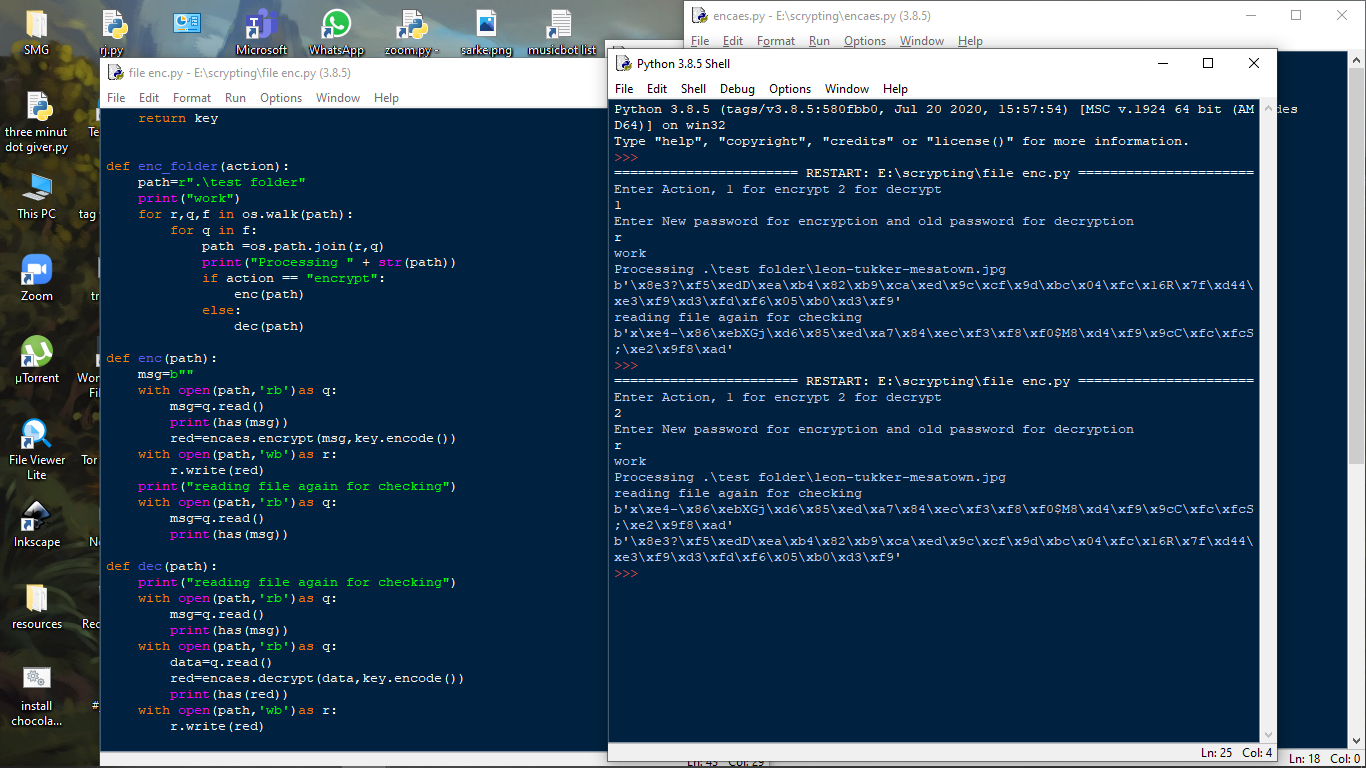 SMG
rj.py
Microsoft
WhatsApp
zoom.py -
sarke.png
musicbot list
three minut
dot giver.py
This PC
tag
Zoom
tr
µTorrent
Wor
Fil
File Viewer
Lite
Tor
Inkscape
resources
Rec
install
chocola...
#
encaes.py - E:\scrypting\encaes.py (3.8.5)
File Edit Format Run Options Window Help
des
Ln: 18 Col: 0
file enc.py - E:\scrypting\file enc.py (3.8.5)
File Edit Format Run Options Window Help
return key
def enc_folder(action):
path=r".\test folder"
print("work")
for r,q,f in os.walk(path):
for q in f:
path =os.path.join(r,q)
print("Processing " + str(path))
if action == "encrypt":
enc(path)
else:
dec(path)
def enc(path):
msg=b""
with open(path,'rb')as q:
msg=q.read()
print(has(msg))
red=encaes.encrypt(msg,key.encode())
with open(path,'wb')as r:
r.write(red)
print("reading file again for checking")
with open(path,'rb')as q:
msg=q.read()
print(has(msg))
def dec(path):
print("reading file again for checking")
with open(path,'rb')as q:
msg=q.read()
print(has(msg))
with open(path,'rb')as q:
data=q.read()
red=encaes.decrypt(data,key.encode())
print(has(red))
with open(path,'wb')as r:
r.write(red)
Python 3.8.5 Shell
File Edit Shell Debug Options Window Help
Python 3.8.5 (tags/v3.8.5:580fbb0, Jul 20 2020, 15:57:54) [MSC v.1924 64 bit (AM
D64)] on win32
Type "help", "copyright", "credits" or "license()" for more information.
>>>
======================= RESTART: E:\scrypting\file enc.py ======================
Enter Action, 1 for encrypt 2 for decrypt
1
Enter New password for encryption and old password for decryption
r
work
Processing .\test folder\leon-tukker-mesatown.jpg
b'\x8e3?\xf5\xedD\xea\xb4\x82\xb9\xca\xed\x9c\xcf\x9d\xbc\x04\xfc\x16R\x7f\xd44\
xe3\xf9\xd3\xfd\xf6\x05\xb0\xd3\xf9'
reading file again for checking
b'x\xe4-\x86\xebXGj\xd6\x85\xed\xa7\x84\xec\xf3\xf8\xf0$M8\xd4\xf9\x9cC\xfc\xfcS
;\xe2\x9f8\xad'
>>>
======================= RESTART: E:\scrypting\file enc.py ======================
Enter Action, 1 for encrypt 2 for decrypt
2
Enter New password for encryption and old password for decryption
r
work
Processing .\test folder\leon-tukker-mesatown.jpg
reading file again for checking
b'x\xe4-\x86\xebXGj\xd6\x85\xed\xa7\x84\xec\xf3\xf8\xf0$M8\xd4\xf9\x9cC\xfc\xfcS
;\xe2\x9f8\xad'
b'\x8e3?\xf5\xedD\xea\xb4\x82\xb9\xca\xed\x9c\xcf\x9d\xbc\x04\xfc\x16R\x7f\xd44\
xe3\xf9\xd3\xfd\xf6\x05\xb0\xd3\xf9'
>>>
Ln: 25 Col: 4